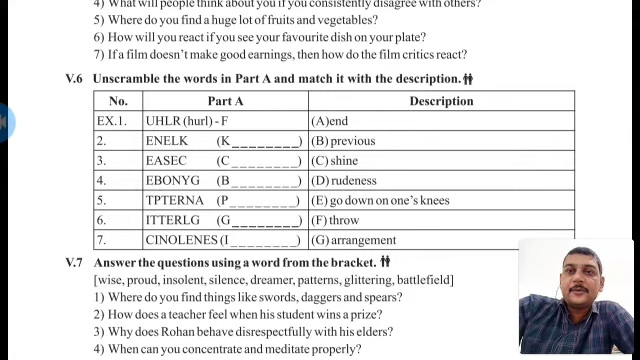 4) What will people think about you if you consistently disagree with others?
5) Where do you find a huge lot of fruits and vegetables?
6) How will you react if you see your favourite dish on your plate?
7) If a film doesn't make good earnings, then how do the film critics react?
V.6 Unscramble the words in Part A and match it with the description.
No. Part A Description
EX.1. UHLR (hurl) - F (A) end
2. ENELK (K________) (B) previous
3. EASEC (C________) (C) shine
4. EBONYG (B________) (D) rudeness
5. TPTERNA (P________) (E) go down on one's knees
6. ITTERLG (G________) (F) throw
7. CINOLENES (I________) (G) arrangement
V.7 Answer the questions using a word from the bracket.
[wise, proud, insolent, silence, dreamer, patterns, glittering, battlefield]
1) Where do you find things like swords, daggers and spears?
2) How does a teacher feel when his student wins a prize?
3) Why does Rohan behave disrespectfully with his elders?
4) When can you concentrate and meditate properly?